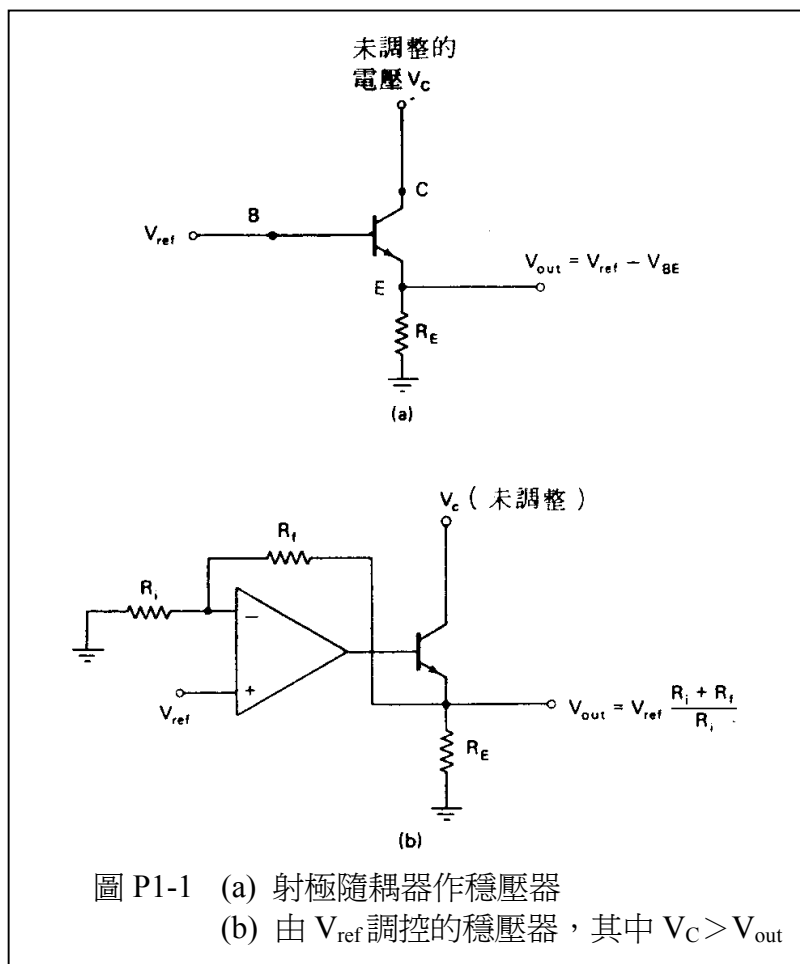 未調整的
電壓 V_C
C
B
V_ref
V_out = V_ref − V_BE
E
R_E
(a)
V_c ( 未調整 )
R_f
R_i
−
+
V_ref
V_out = V_ref (R_i + R_f) / R_i
R_E
(b)
圖 P1-1 (a) 射極隨耦器作穩壓器
(b) 由 V_ref 調控的穩壓器，其中 V_C＞V_out